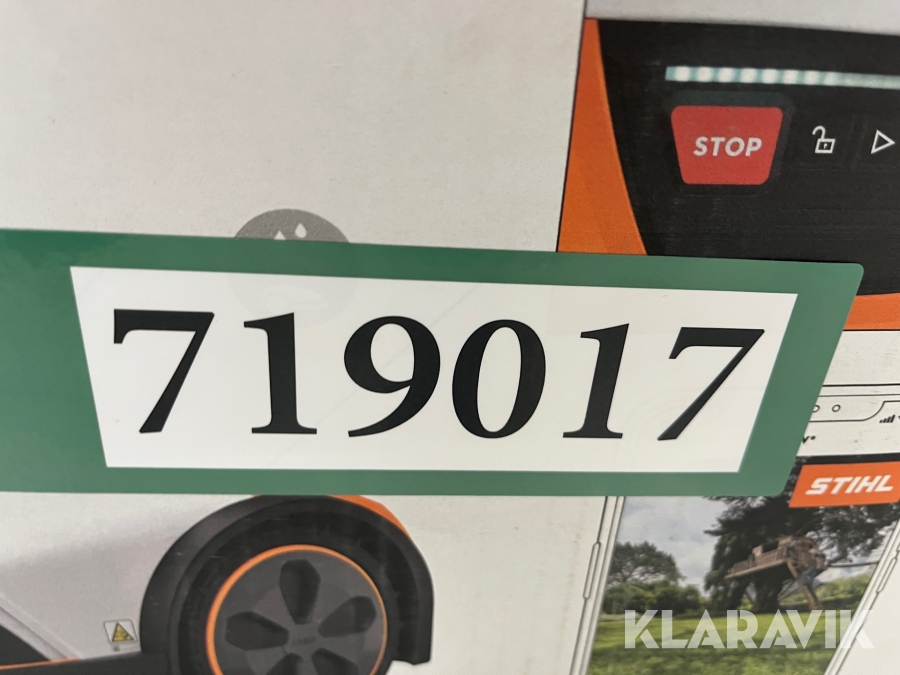 STOP
719017
STIHL
KLARAVIK